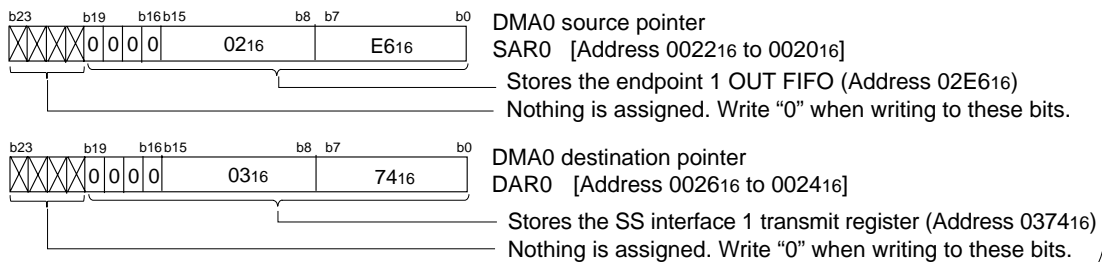 b23 b19 b16 b15 b8 b7 b0
0 0 0 0 02₁₆ E6₁₆
DMA0 source pointer
SAR0 [Address 0022₁₆ to 0020₁₆]
Stores the endpoint 1 OUT FIFO (Address 02E6₁₆)
Nothing is assigned. Write “0” when writing to these bits.
b23 b19 b16 b15 b8 b7 b0
0 0 0 0 03₁₆ 74₁₆
DMA0 destination pointer
DAR0 [Address 0026₁₆ to 0024₁₆]
Stores the SS interface 1 transmit register (Address 0374₁₆)
Nothing is assigned. Write “0” when writing to these bits.